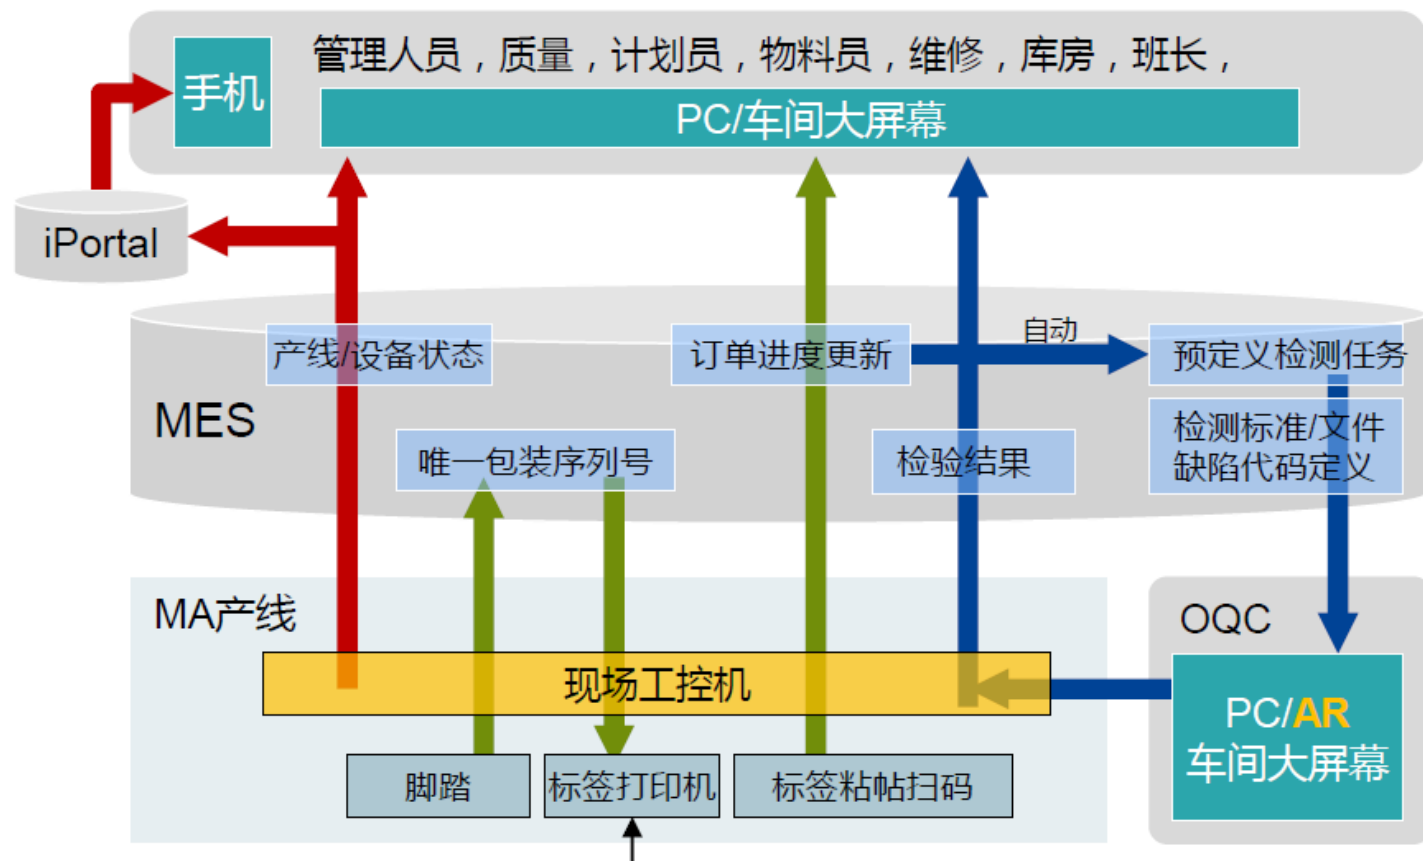 管理人员，质量，计划员，物料员，维修，库房，班长，
手机
PC/车间大屏幕
iPortal
自动
产线/设备状态
订单进度更新
预定义检测任务
MES
唯一包装序列号
检验结果
检测标准/文件
缺陷代码定义
MA产线
OQC
现场工控机
PC/AR
车间大屏幕
脚踏
标签打印机
标签粘帖扫码